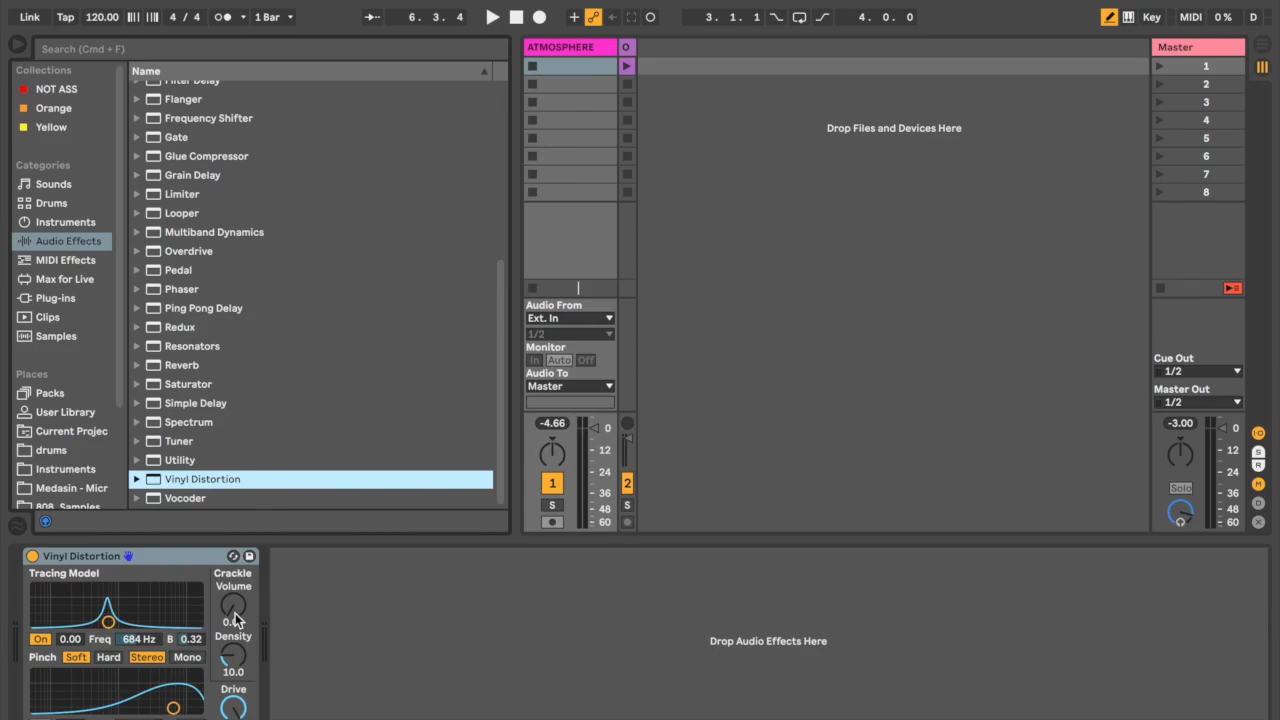 Link Tap 120.00 4 / 4 1 Bar 6. 3. 4 3. 1. 1 4. 0. 0 Key MIDI 0 % D
Search (Cmd + F)
Collections
NOT ASS
Orange
Yellow
Categories
Sounds
Drums
Instruments
Audio Effects
MIDI Effects
Max for Live
Plug-ins
Clips
Samples
Places
Packs
User Library
Current Projec
drums
Instruments
Medasin - Micr
808 Samples
Name
Filter Delay
Flanger
Frequency Shifter
Gate
Glue Compressor
Grain Delay
Limiter
Looper
Multiband Dynamics
Overdrive
Pedal
Phaser
Ping Pong Delay
Redux
Resonators
Reverb
Saturator
Simple Delay
Spectrum
Tuner
Utility
Vinyl Distortion
Vocoder
ATMOSPHERE O
Drop Files and Devices Here
Audio From
Ext. In
1/2
Monitor
In Auto Off
Audio To
Master
-4.66
0
12
24
36
48
60
1 2
S S
Master
1
2
3
4
5
6
7
8
Cue Out
1/2
Master Out
1/2
-3.00
0
12
24
36
48
60
Solo
I·O
S
R
M
D
X
Vinyl Distortion
Tracing Model
On 0.00 Freq 684 Hz B 0.32
Pinch Soft Hard Stereo Mono
Crackle
Volume
Density
10.0
Drive
Drop Audio Effects Here